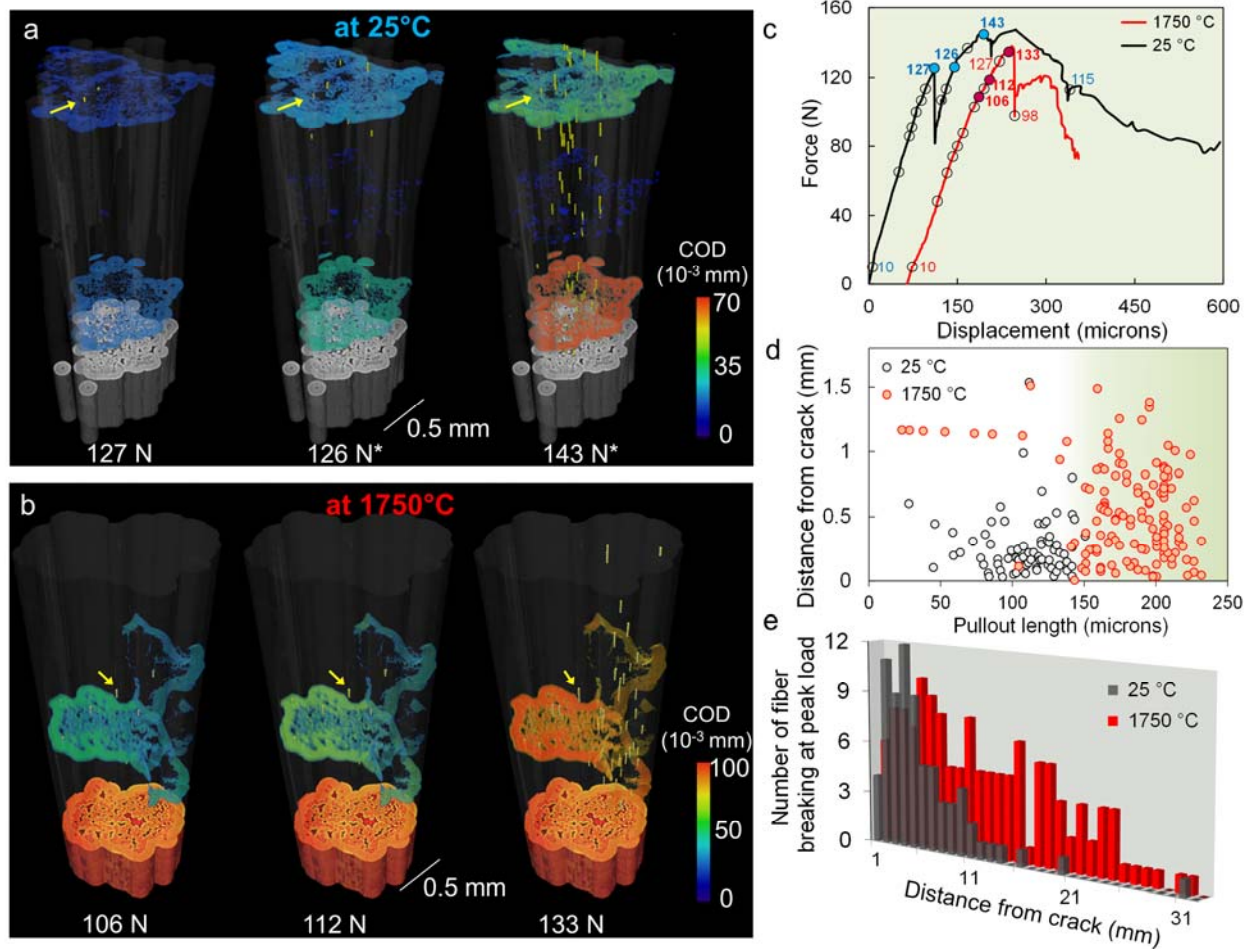 a
at 25°C
COD
(10⁻³ mm)
70
35
0
0.5 mm
127 N
126 N*
143 N*
b
at 1750°C
COD
(10⁻³ mm)
100
50
0
0.5 mm
106 N
112 N
133 N
c
160
120
80
40
0
Force (N)
143
127
126
127
133
112
106
115
98
10
10
1750 °C
25 °C
0
150
300
450
600
Displacement (microns)
d
25 °C
1750 °C
1.5
1
0.5
0
Distance from crack (mm)
0
50
100
150
200
250
Pullout length (microns)
e
12
9
6
3
0
Number of fiber
breaking at peak load
25 °C
1750 °C
1
11
21
31
Distance from crack (mm)